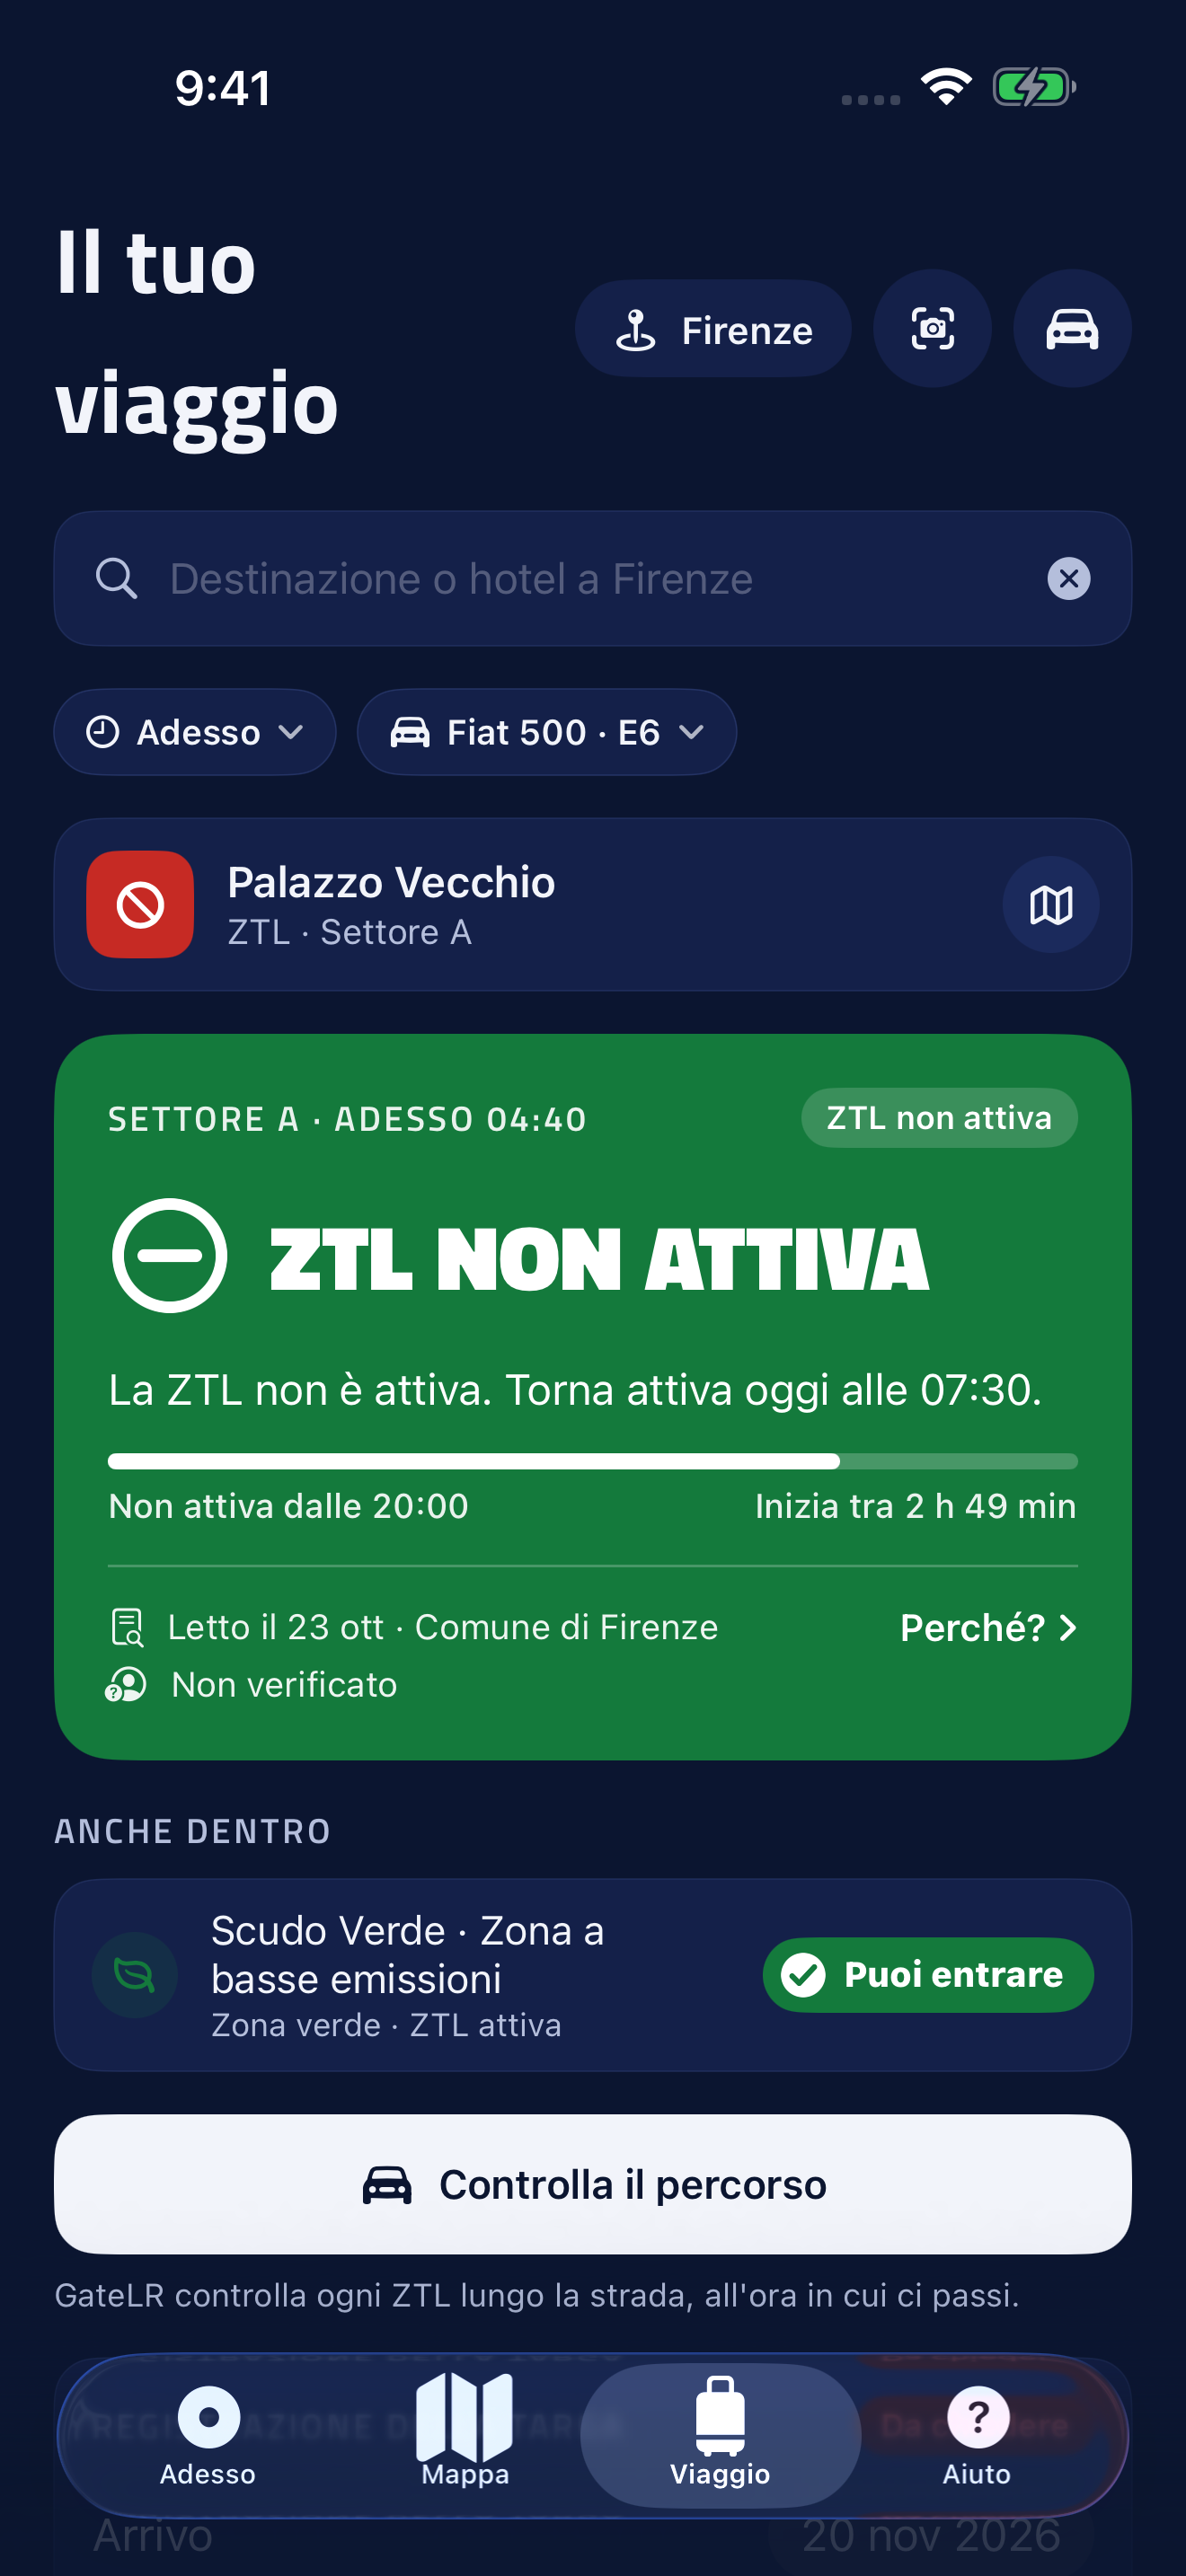 9:41
Il tuo
viaggio
Firenze
Destinazione o hotel a Firenze
Adesso
Fiat 500 · E6
Palazzo Vecchio
ZTL · Settore A
SETTORE A · ADESSO 04:40
ZTL non attiva
ZTL NON ATTIVA
La ZTL non è attiva. Torna attiva oggi alle 07:30.
Non attiva dalle 20:00
Inizia tra 2 h 49 min
Letto il 23 ott · Comune di Firenze
Perché?
Non verificato
ANCHE DENTRO
Scudo Verde · Zona a
basse emissioni
Zona verde · ZTL attiva
Puoi entrare
Controlla il percorso
GateLR controlla ogni ZTL lungo la strada, all'ora in cui ci passi.
Adesso
Mappa
Viaggio
Aiuto
Arrivo
20 nov 2026